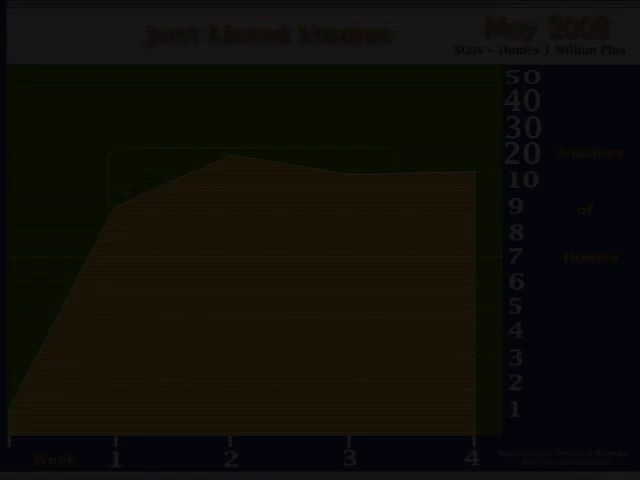 Just Listed Homes
May 2008
Stats - Homes 1 Million Plus
50
40
30
20
10
9
8
7
6
5
4
3
2
1
Number
of
Homes
Week 1 2 3 4